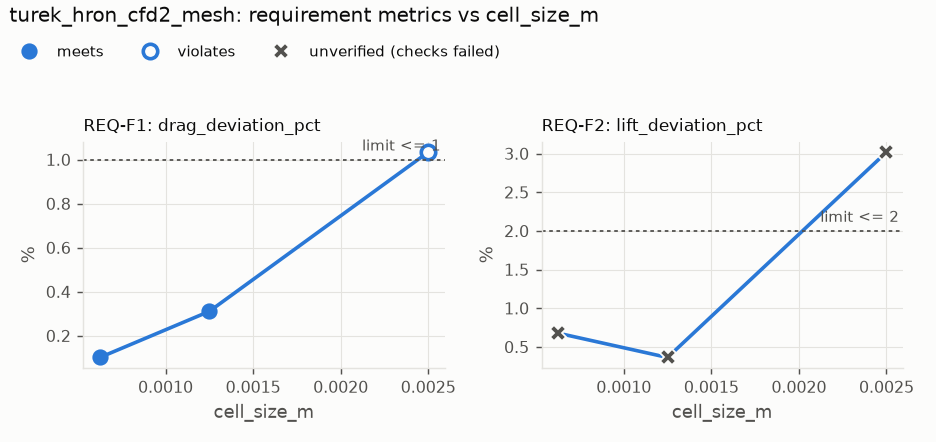 turek_hron_cfd2_mesh: requirement metrics vs cell_size_m
meets violates unverified (checks failed)
REQ-F1: drag_deviation_pct
limit <= 1
1.0
0.8
0.6
0.4
0.2
%
0.0010 0.0015 0.0020 0.0025
cell_size_m
REQ-F2: lift_deviation_pct
3.0
2.5
limit <= 2
2.0
1.5
1.0
0.5
%
0.0010 0.0015 0.0020 0.0025
cell_size_m